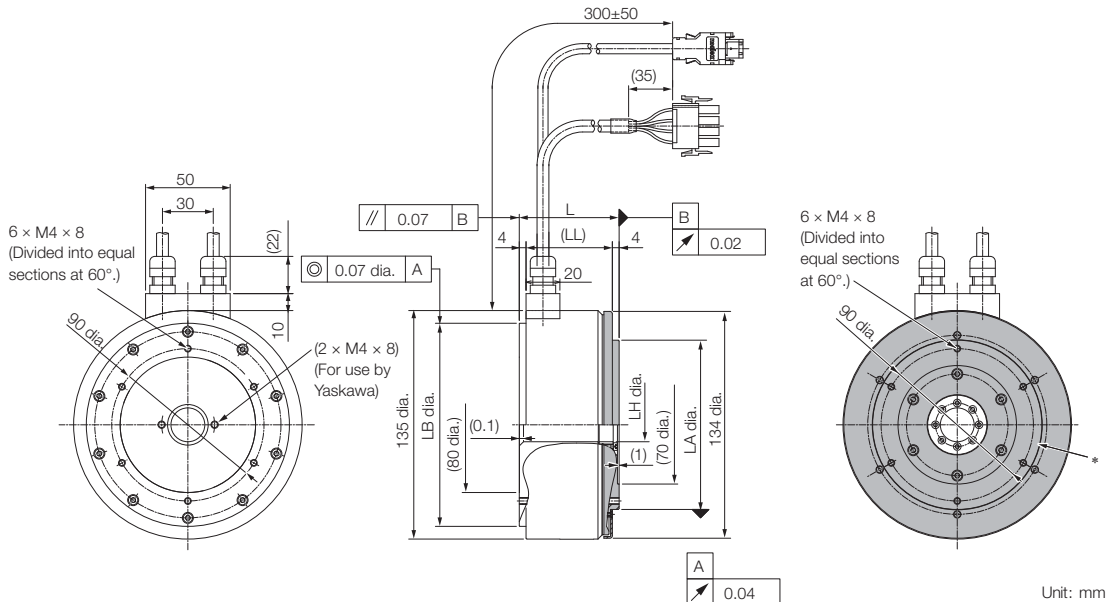 300±50
(35)
50
30
6 × M4 × 8
(Divided into equal
sections at 60°.)
(22)
10
90 dia.
(2 × M4 × 8)
(For use by
Yaskawa)
// 0.07 B
◎ 0.07 dia. A
L
4
(LL)
4
20
B
↗ 0.02
135 dia.
LB dia.
(80 dia.)
(0.1)
LH dia.
(1)
(70 dia.)
LA dia.
134 dia.
A
↗ 0.04
6 × M4 × 8
(Divided into
equal sections
at 60°.)
90 dia.
*
Unit: mm